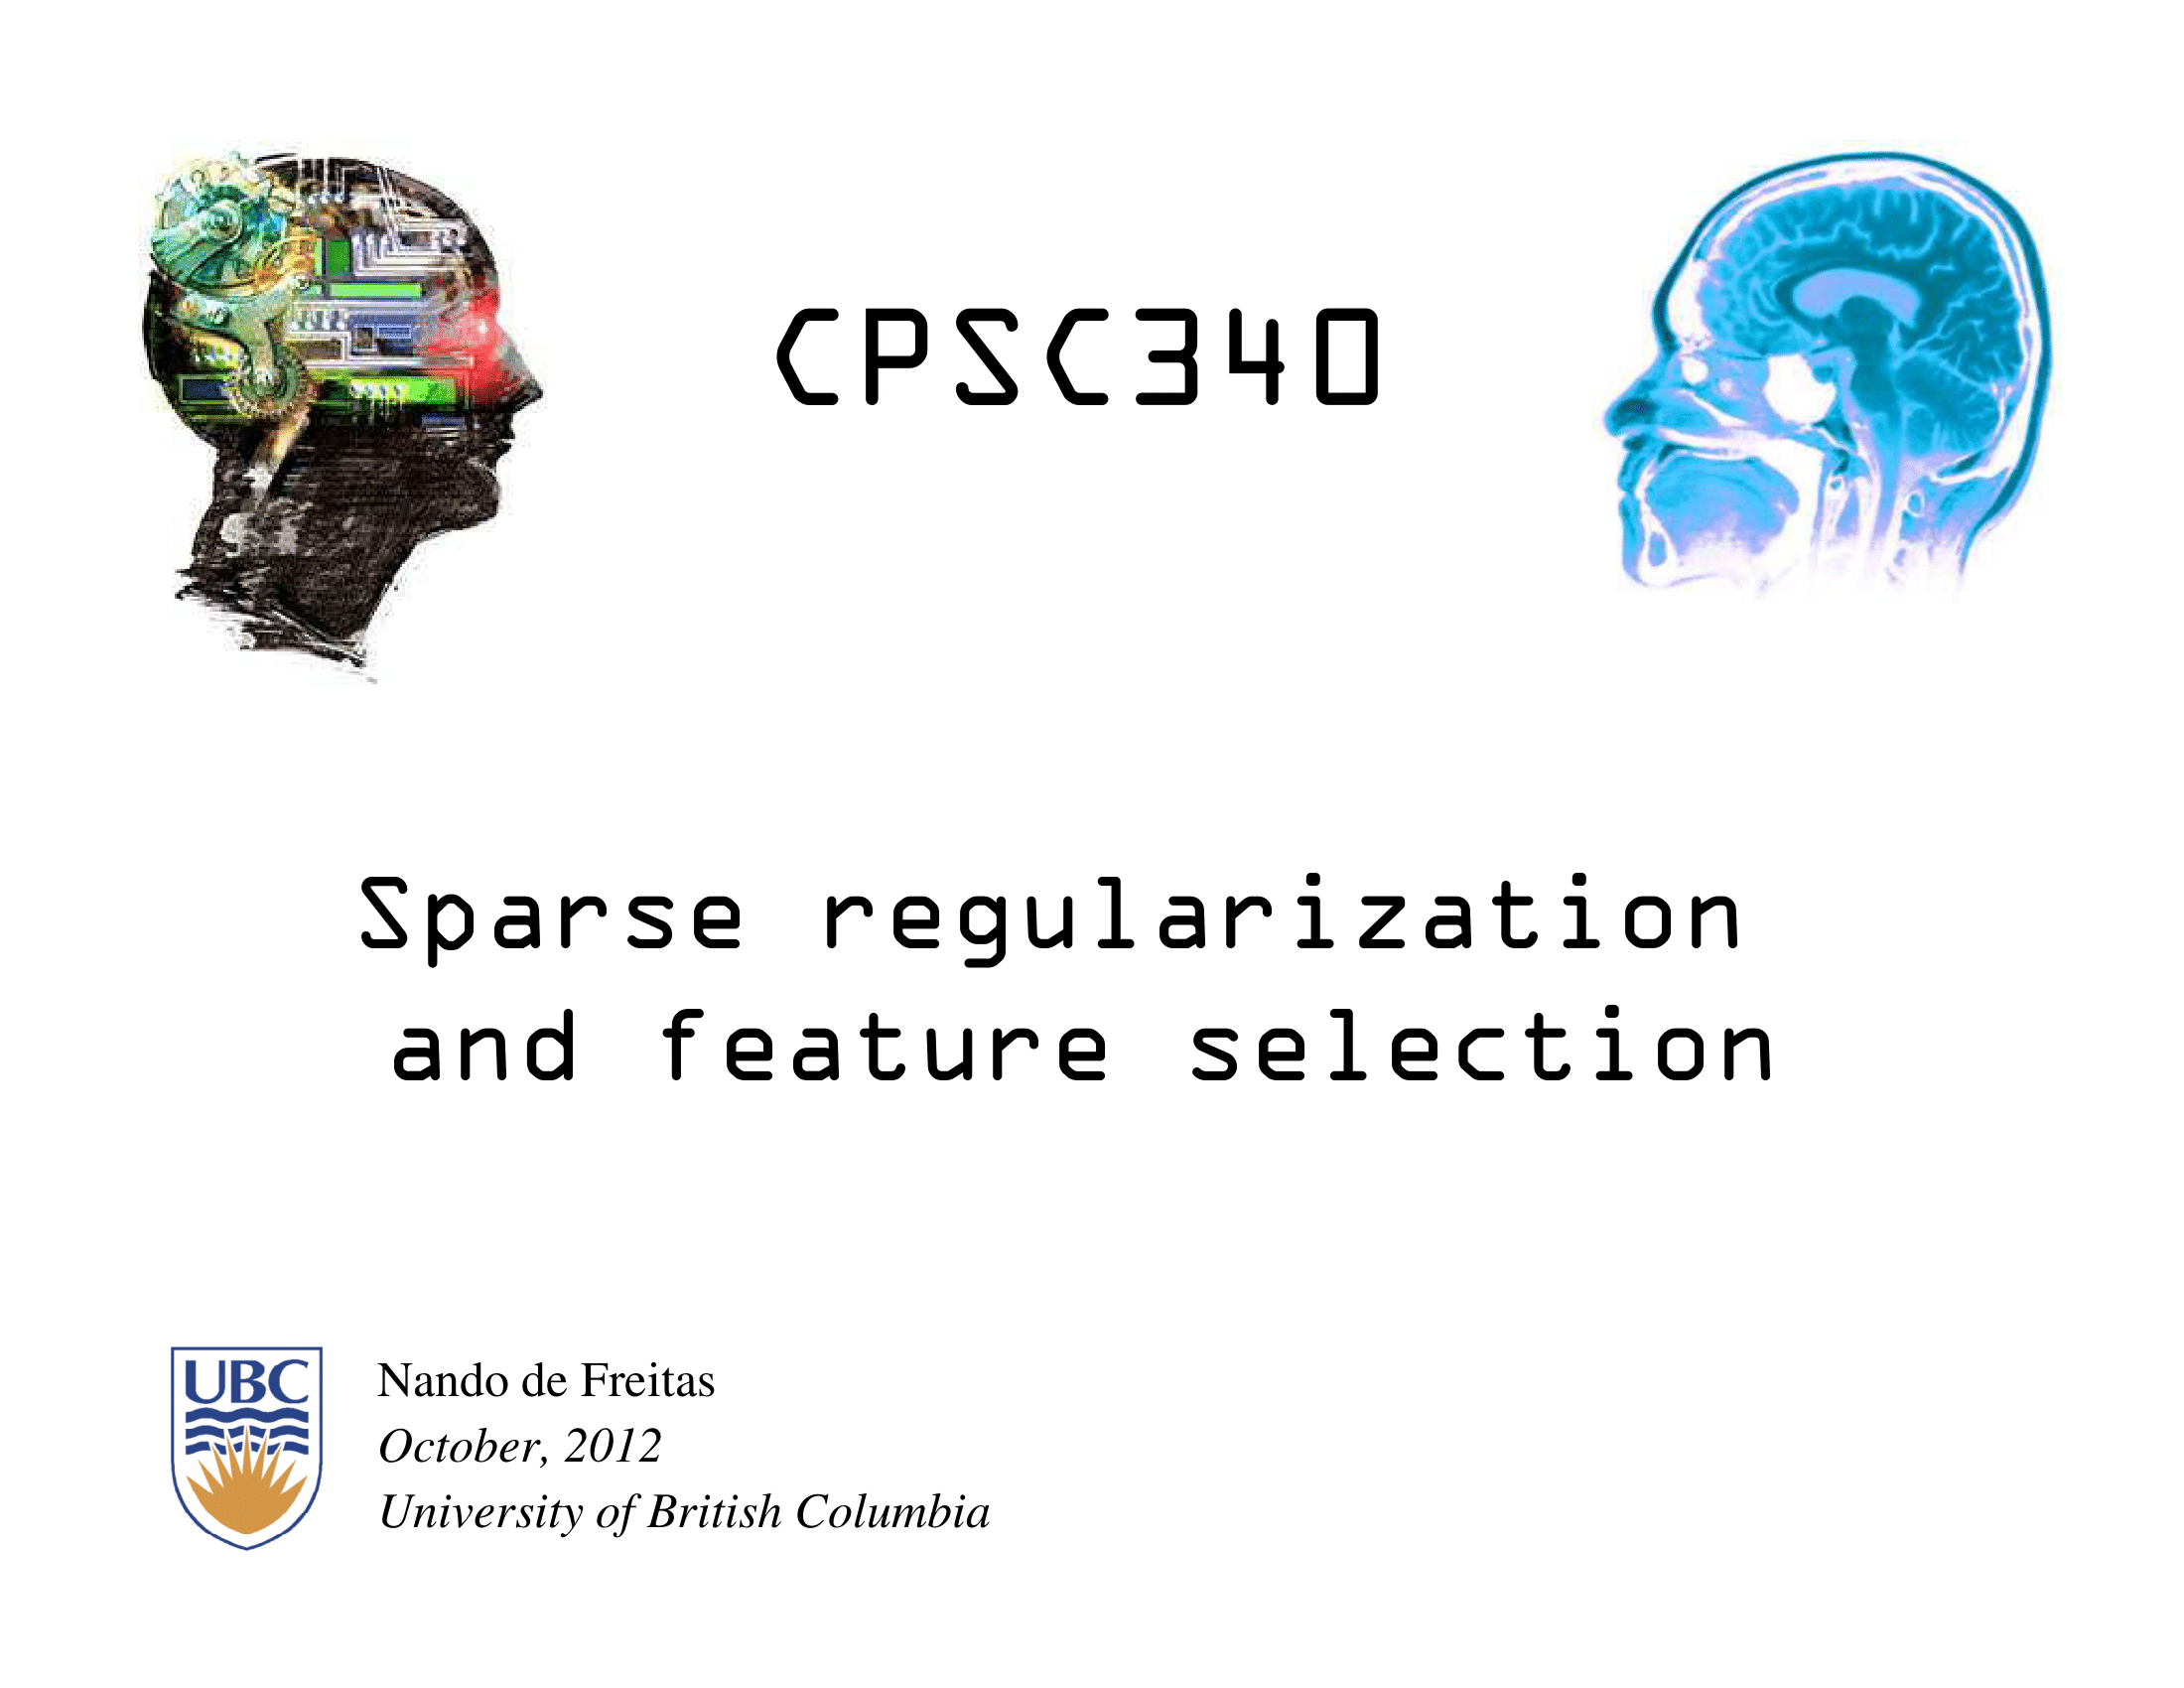 CPSC340
Sparse regularization
and feature selection
UBC
Nando de Freitas
October, 2012
University of British Columbia